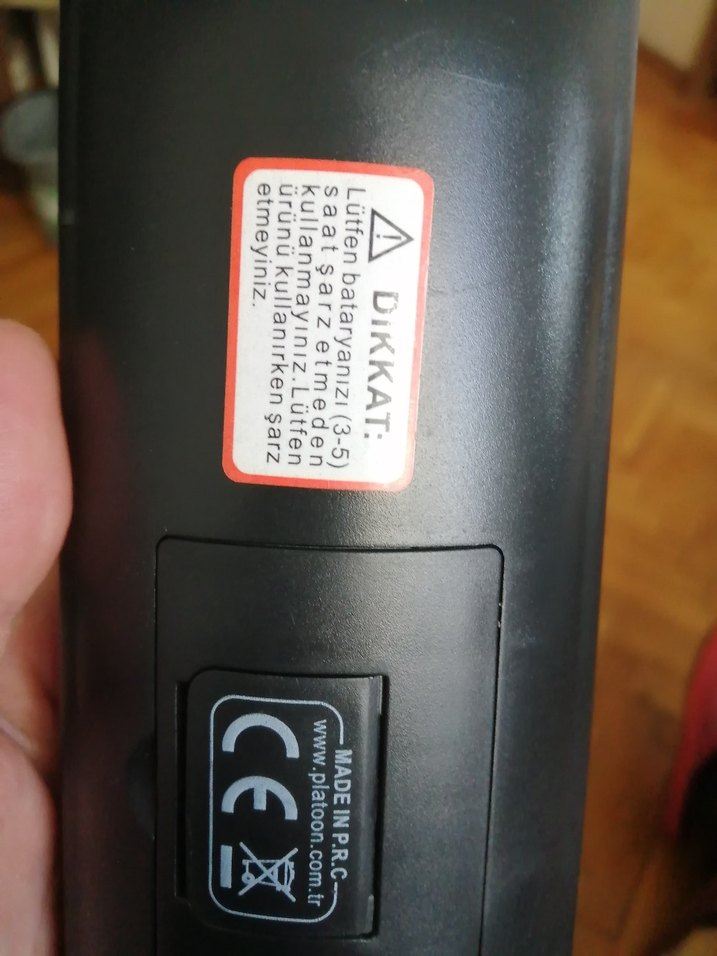 DİKKAT:
Lütfen bataryanızı (3-5)
saat şarz etmeden
kullanmayınız. Lütfen
ürünü kullanırken şarz
etmeyiniz.
MADE IN P.R.C
www.platoon.com.tr
CE